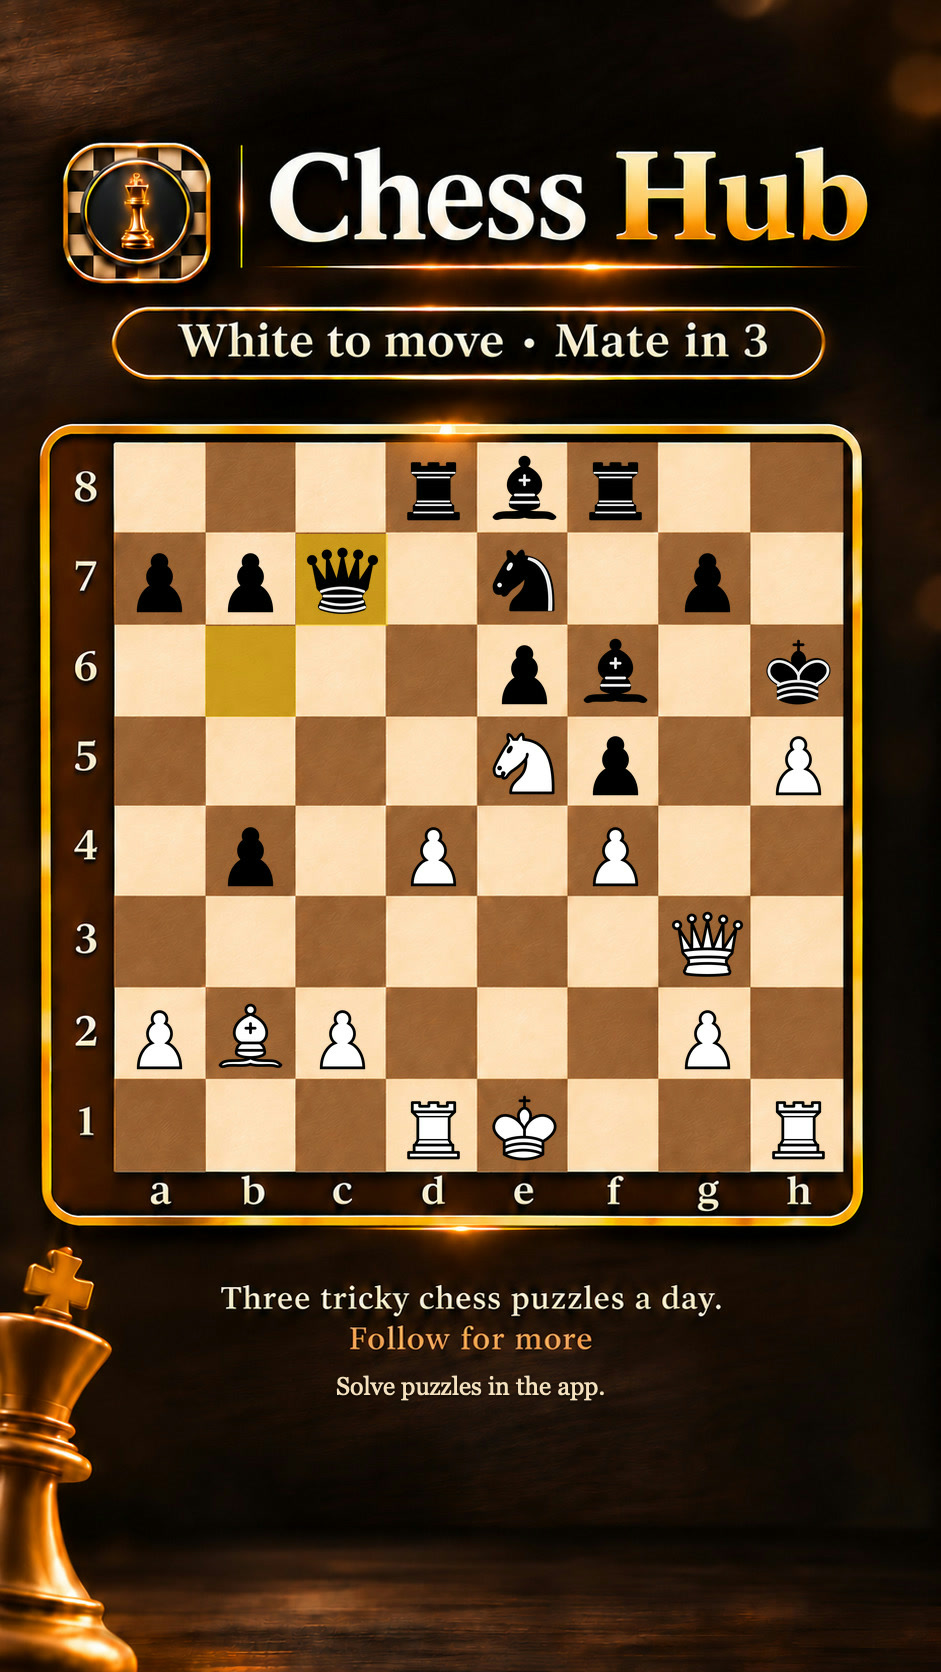 Chess Hub
White to move • Mate in 3
8
7
6
5
4
3
2
1
a b c d e f g h
Three tricky chess puzzles a day.
Follow for more
Solve puzzles in the app.